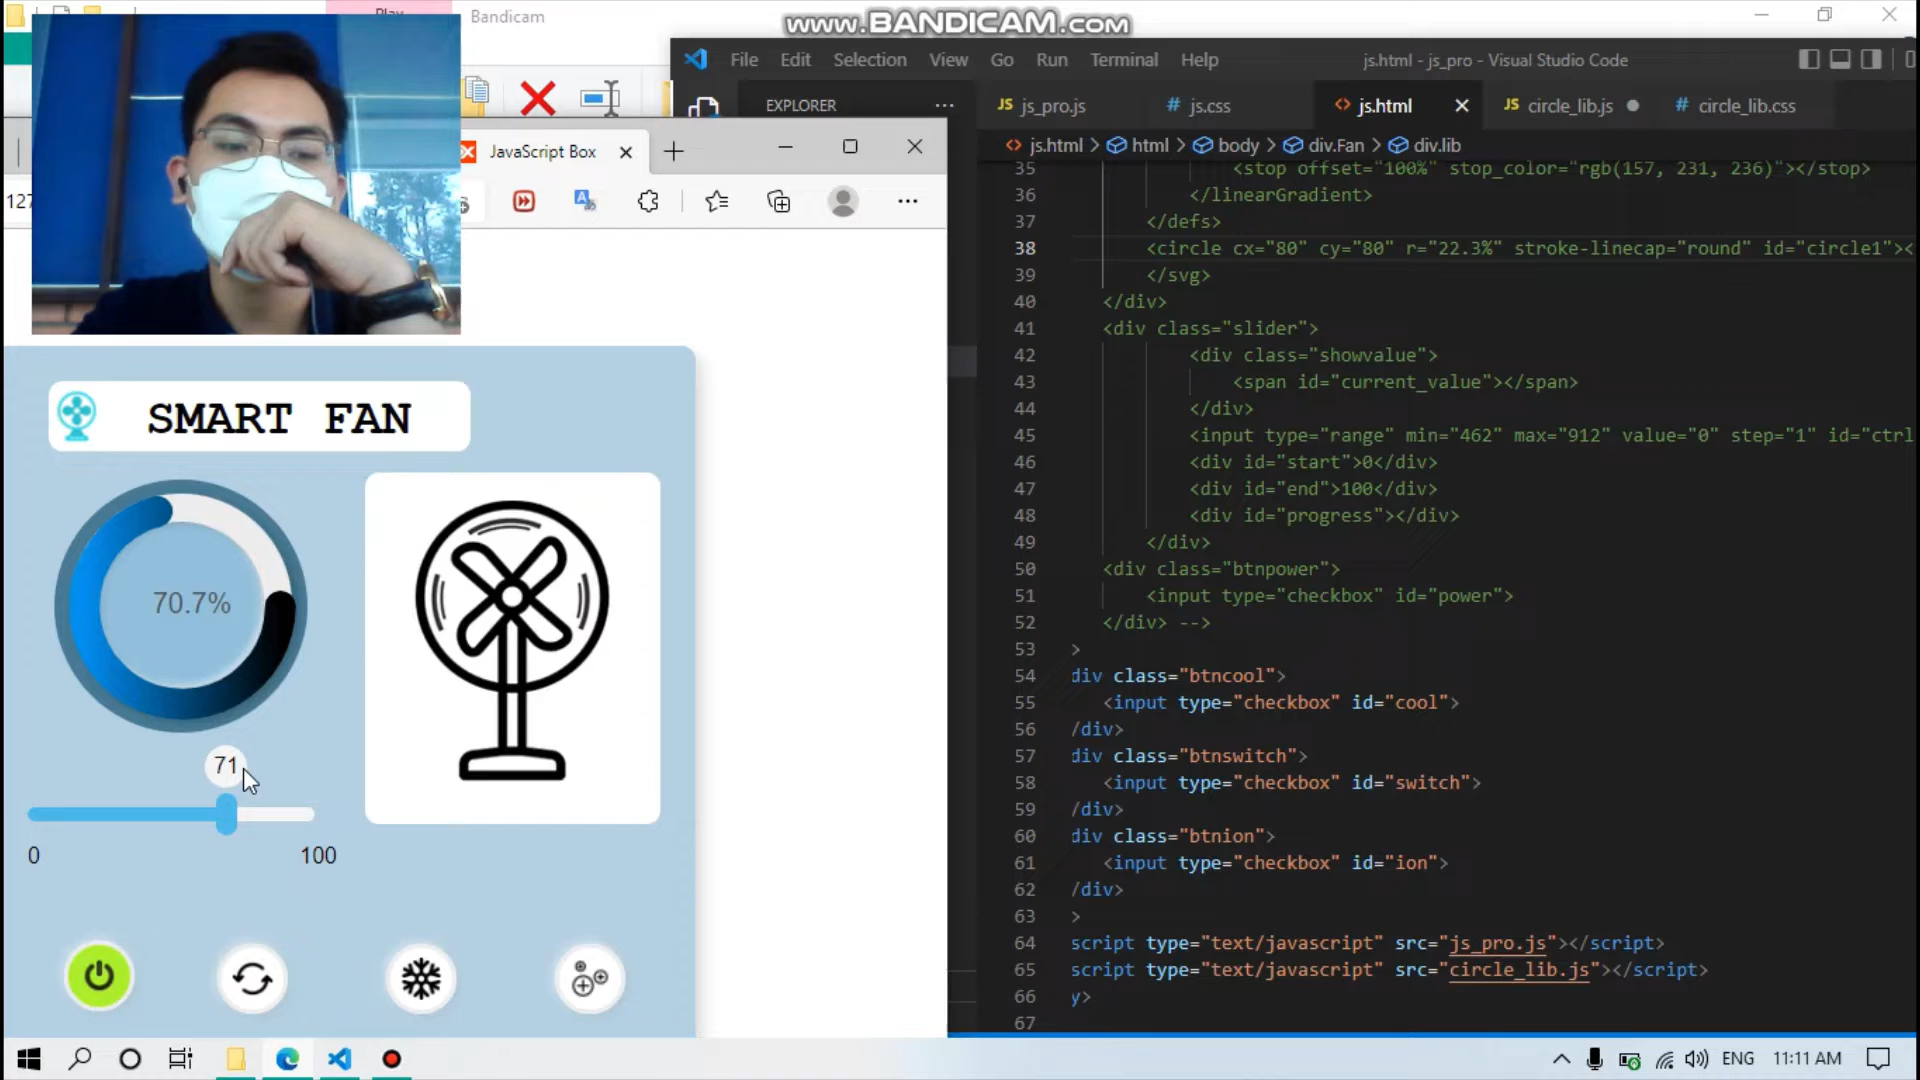 www.BANDICAM.com
Bandicam
File Edit Selection View Go Run Terminal Help
js.html - js_pro - Visual Studio Code
EXPLORER ...
JS js_pro.js
# js.css
<> js.html
JS circle_lib.js
# circle_lib.css
js.html > html > body > div.Fan > div.lib
JavaScript Box
127
35 <stop offset="100%" stop_color="rgb(157, 231, 236)"></stop>
36 </linearGradient>
37 </defs>
38 <circle cx="80" cy="80" r="22.3%" stroke-linecap="round" id="circle1"><
39 </svg>
40 </div>
41 <div class="slider">
42 <div class="showvalue">
43 <span id="current_value"></span>
44 </div>
45 <input type="range" min="462" max="912" value="0" step="1" id="ctrl
46 <div id="start">0</div>
47 <div id="end">100</div>
48 <div id="progress"></div>
49 </div>
50 <div class="btnpower">
51 <input type="checkbox" id="power">
52 </div> -->
53 >
54 div class="btncool">
55 <input type="checkbox" id="cool">
56 /div>
57 div class="btnswitch">
58 <input type="checkbox" id="switch">
59 /div>
60 div class="btnion">
61 <input type="checkbox" id="ion">
62 /div>
63 >
64 script type="text/javascript" src="js_pro.js"></script>
65 script type="text/javascript" src="circle_lib.js"></script>
66 y>
67
SMART FAN
70.7%
71
0 100
ENG 11:11 AM